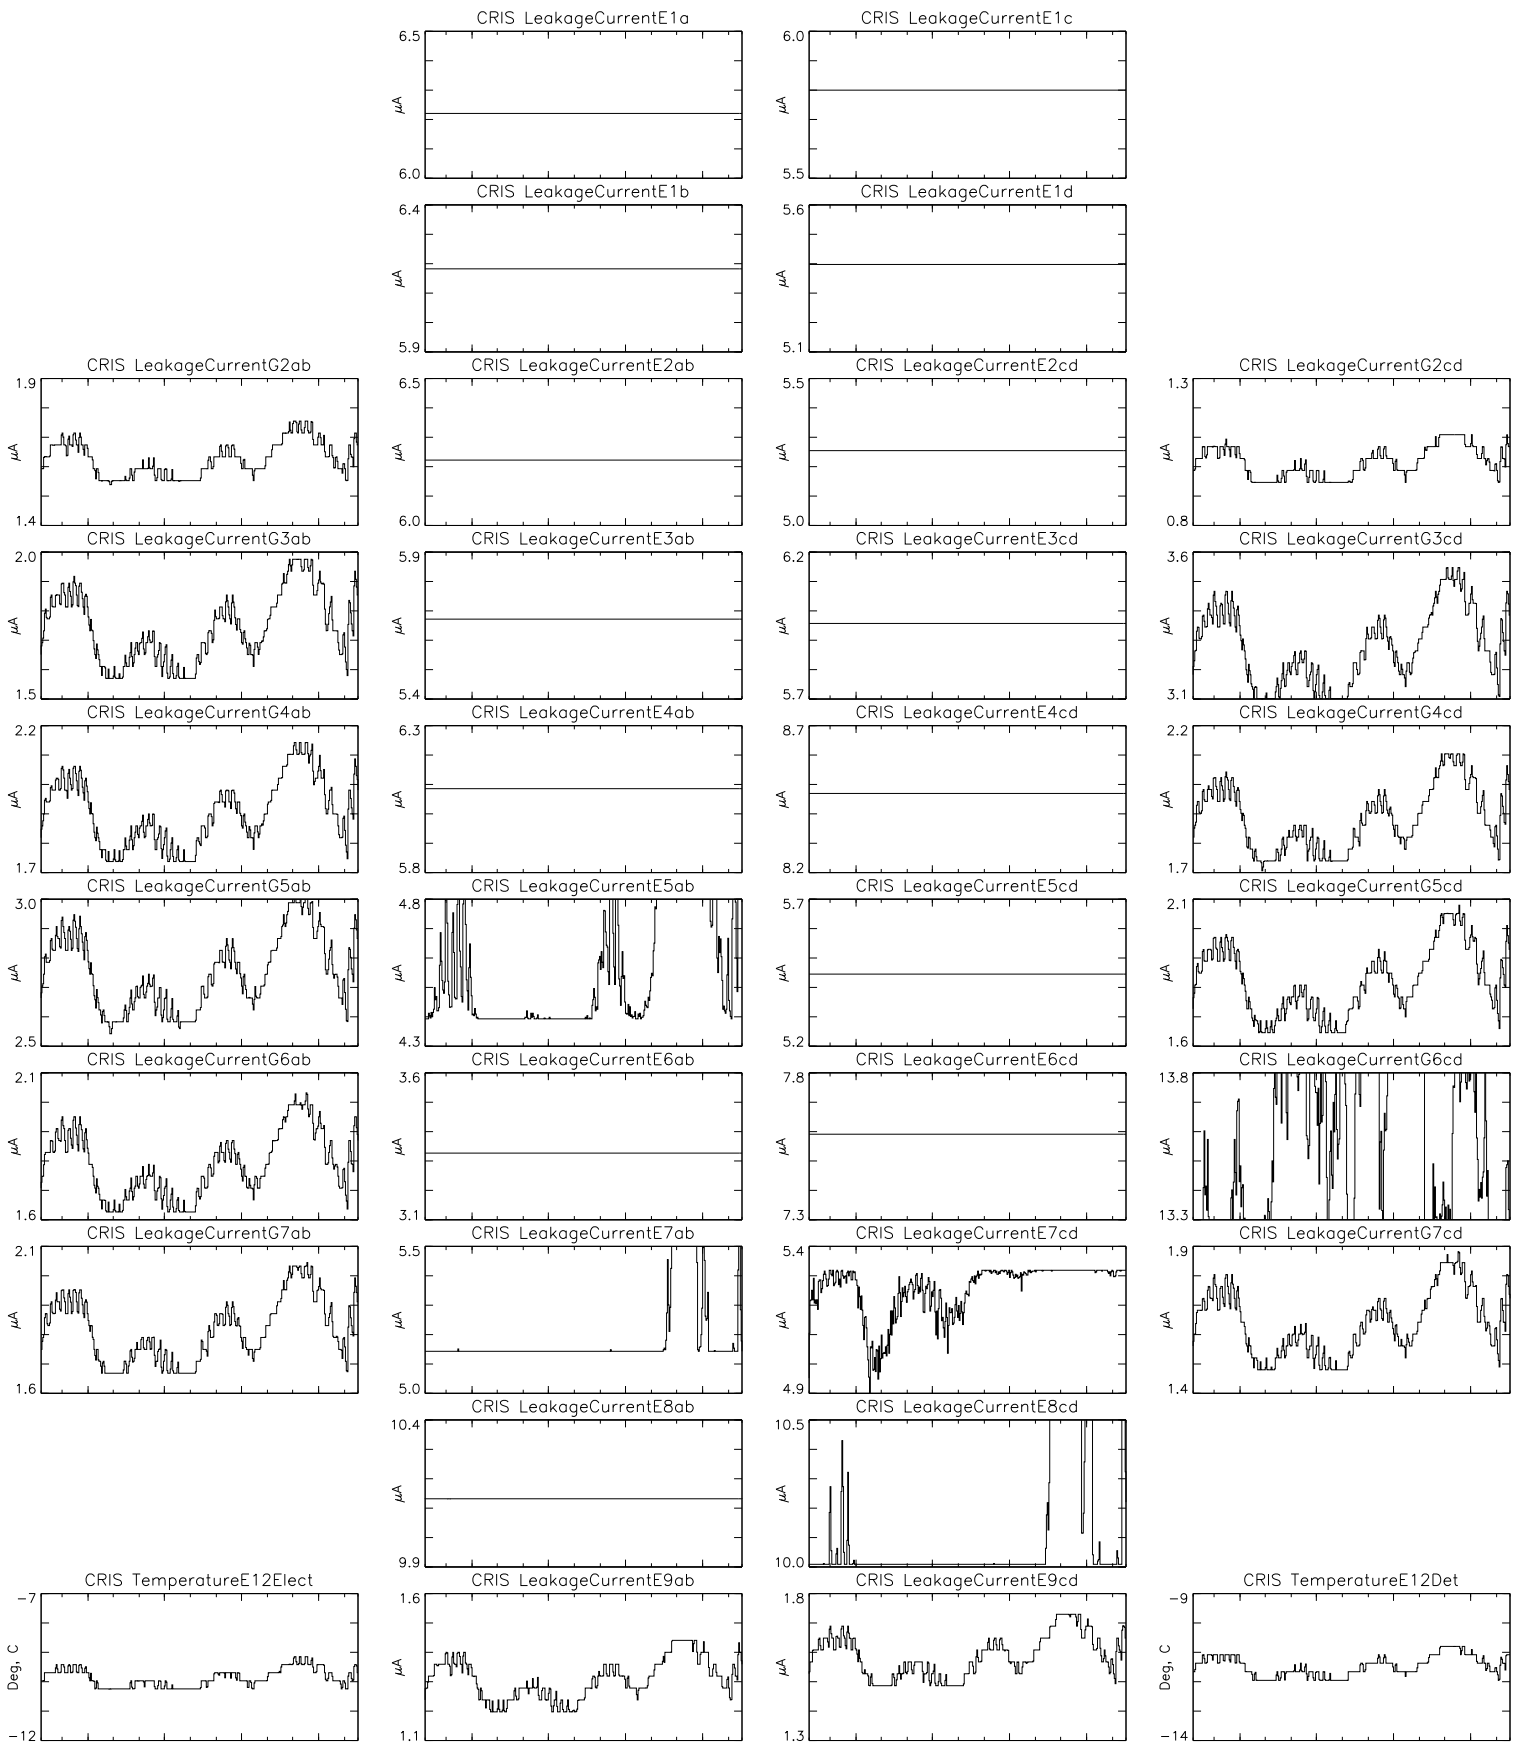 CRIS LeakageCurrentE1a
6.5
µA
6.0
CRIS LeakageCurrentE1c
6.0
µA
5.5
CRIS LeakageCurrentE1b
6.4
µA
5.9
CRIS LeakageCurrentE1d
5.6
µA
5.1
CRIS LeakageCurrentG2ab
1.9
µA
1.4
CRIS LeakageCurrentE2ab
6.5
µA
6.0
CRIS LeakageCurrentE2cd
5.5
µA
5.0
CRIS LeakageCurrentG2cd
1.3
µA
0.8
CRIS LeakageCurrentG3ab
2.0
µA
1.5
CRIS LeakageCurrentE3ab
5.9
µA
5.4
CRIS LeakageCurrentE3cd
6.2
µA
5.7
CRIS LeakageCurrentG3cd
3.6
µA
3.1
CRIS LeakageCurrentG4ab
2.2
µA
1.7
CRIS LeakageCurrentE4ab
6.3
µA
5.8
CRIS LeakageCurrentE4cd
8.7
µA
8.2
CRIS LeakageCurrentG4cd
2.2
µA
1.7
CRIS LeakageCurrentG5ab
3.0
µA
2.5
CRIS LeakageCurrentE5ab
4.8
µA
4.3
CRIS LeakageCurrentE5cd
5.7
µA
5.2
CRIS LeakageCurrentG5cd
2.1
µA
1.6
CRIS LeakageCurrentG6ab
2.1
µA
1.6
CRIS LeakageCurrentE6ab
3.6
µA
3.1
CRIS LeakageCurrentE6cd
7.8
µA
7.3
CRIS LeakageCurrentG6cd
13.8
µA
13.3
CRIS LeakageCurrentG7ab
2.1
µA
1.6
CRIS LeakageCurrentE7ab
5.5
µA
5.0
CRIS LeakageCurrentE7cd
5.4
µA
4.9
CRIS LeakageCurrentG7cd
1.9
µA
1.4
CRIS LeakageCurrentE8ab
10.4
µA
9.9
CRIS LeakageCurrentE8cd
10.5
µA
10.0
CRIS TemperatureE12Elect
-7
Deg, C
-12
CRIS LeakageCurrentE9ab
1.6
µA
1.1
CRIS LeakageCurrentE9cd
1.8
µA
1.3
CRIS TemperatureE12Det
-9
Deg, C
-14